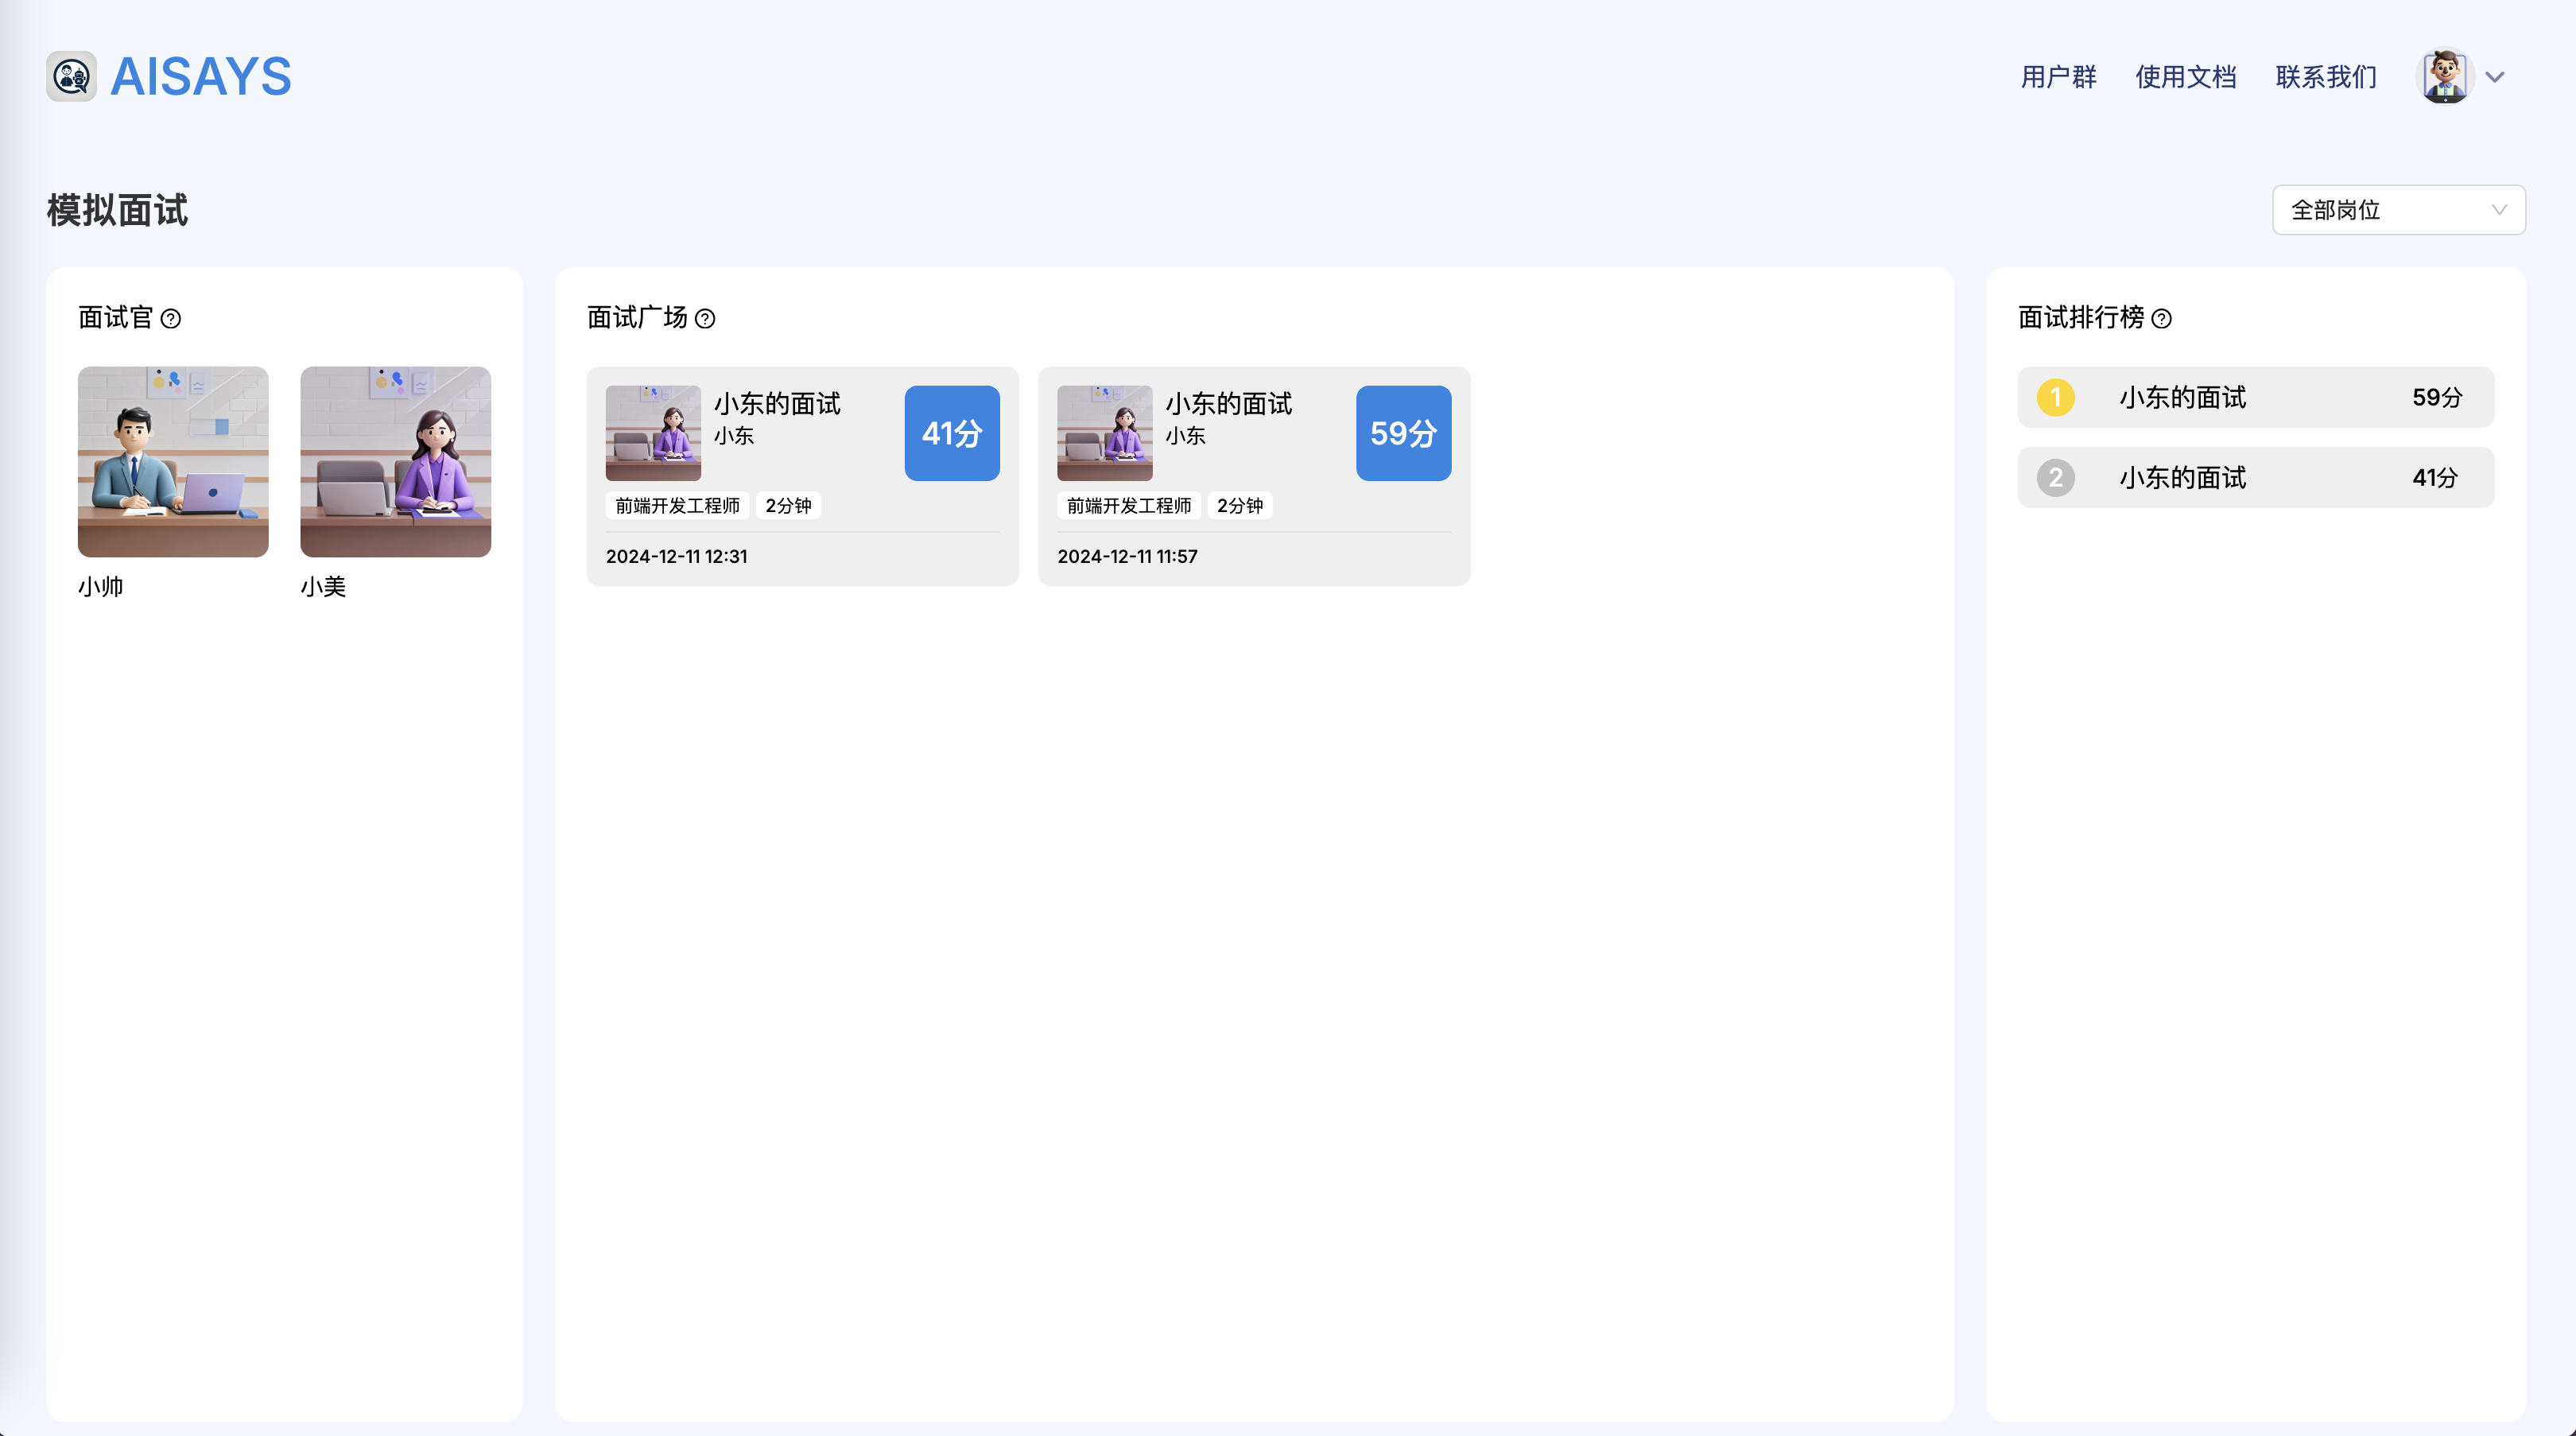 AISAYS
用户群 使用文档 联系我们
模拟面试
全部岗位
面试官
小帅
小美
面试广场
小东的面试
小东
41分
前端开发工程师 2分钟
2024-12-11 12:31
小东的面试
小东
59分
前端开发工程师 2分钟
2024-12-11 11:57
面试排行榜
1 小东的面试 59分
2 小东的面试 41分